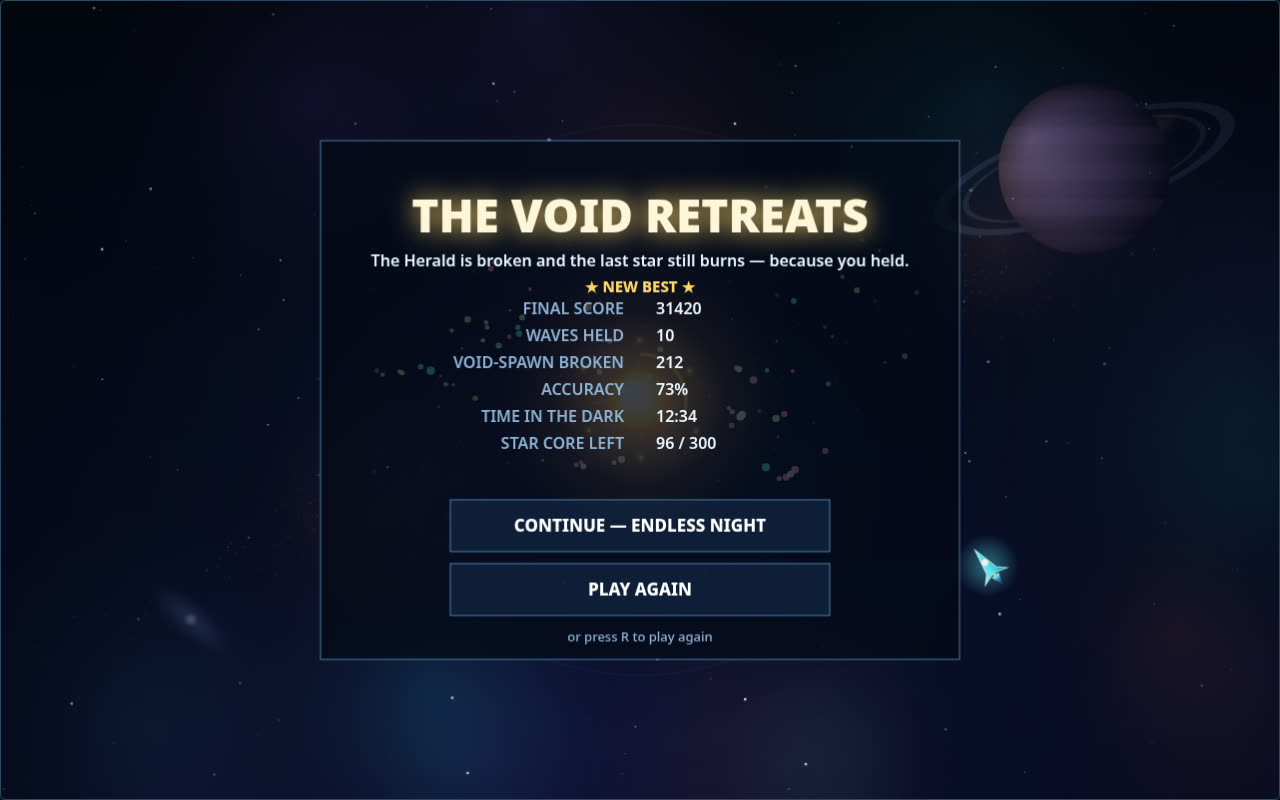 THE VOID RETREATS
The Herald is broken and the last star still burns — because you held.
★ NEW BEST ★
FINAL SCORE 31420
WAVES HELD 10
VOID-SPAWN BROKEN 212
ACCURACY 73%
TIME IN THE DARK 12:34
STAR CORE LEFT 96 / 300
CONTINUE — ENDLESS NIGHT
PLAY AGAIN
or press R to play again